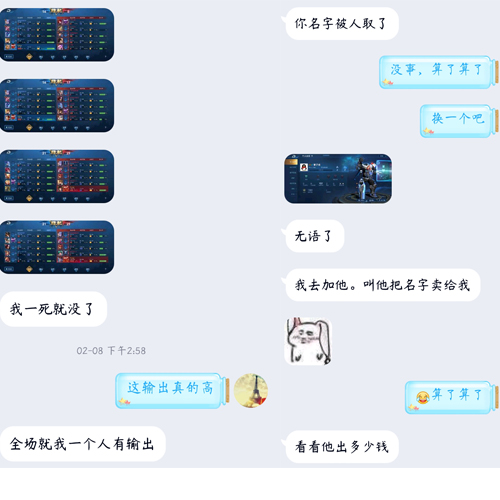 我一死就没了
02-08 下午2:58
这输出真的高
全场就我一个人有输出
你名字被人取了
没事，算了算了
换一个吧
无语了
我去加他。叫他把名字卖给我
算了算了
看看他出多少钱